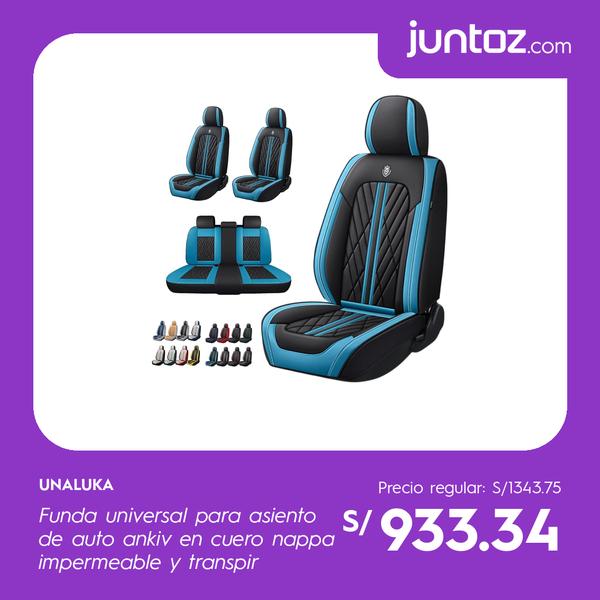 juntoz.com
UNALUKA
Funda universal para asiento
de auto ankiv en cuero nappa
impermeable y transpir
Precio regular: S/1343.75
S/ 933.34